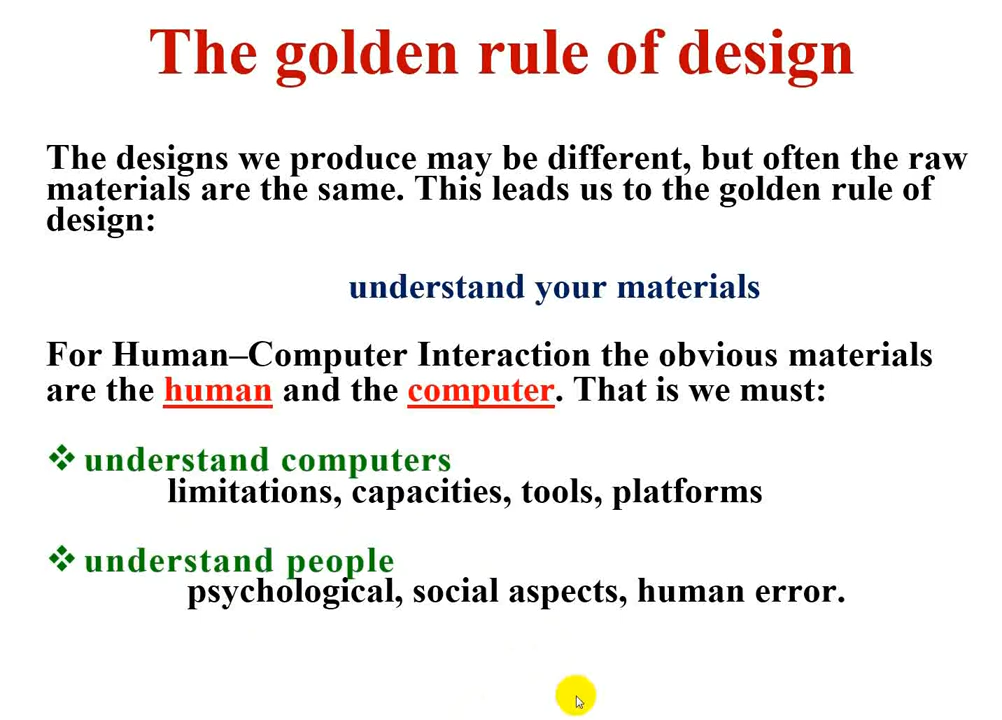 The golden rule of design
The designs we produce may be different, but often the raw
materials are the same. This leads us to the golden rule of
design:
understand your materials
For Human–Computer Interaction the obvious materials
are the human and the computer. That is we must:
❖ understand computers
limitations, capacities, tools, platforms
❖ understand people
psychological, social aspects, human error.